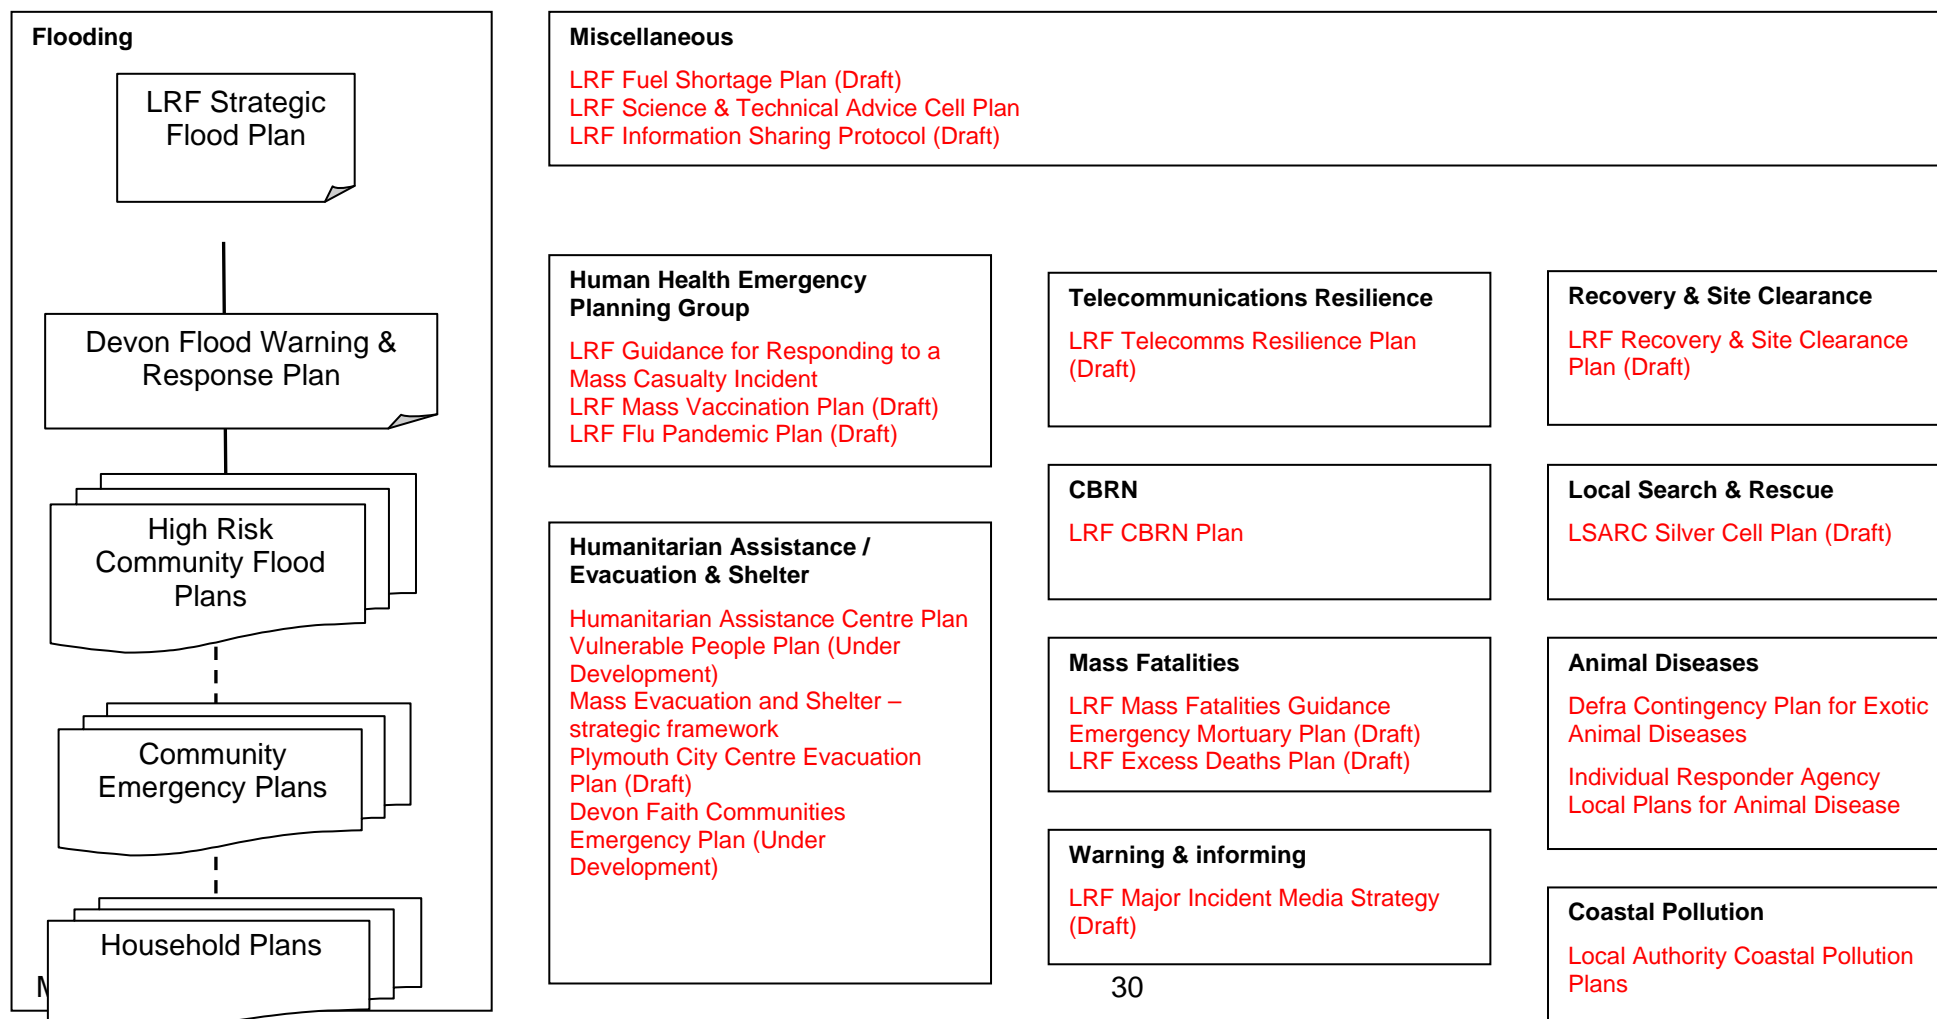 Flooding
LRF Strategic
Flood Plan
Devon Flood Warning &
Response Plan
High Risk
Community Flood
Plans
Community
Emergency Plans
Household Plans
Miscellaneous
LRF Fuel Shortage Plan (Draft)
LRF Science & Technical Advice Cell Plan
LRF Information Sharing Protocol (Draft)
Human Health Emergency
Planning Group
LRF Guidance for Responding to a
Mass Casualty Incident
LRF Mass Vaccination Plan (Draft)
LRF Flu Pandemic Plan (Draft)
Humanitarian Assistance /
Evacuation & Shelter
Humanitarian Assistance Centre Plan
Vulnerable People Plan (Under
Development)
Mass Evacuation and Shelter –
strategic framework
Plymouth City Centre Evacuation
Plan (Draft)
Devon Faith Communities
Emergency Plan (Under
Development)
Telecommunications Resilience
LRF Telecomms Resilience Plan
(Draft)
CBRN
LRF CBRN Plan
Mass Fatalities
LRF Mass Fatalities Guidance
Emergency Mortuary Plan (Draft)
LRF Excess Deaths Plan (Draft)
Warning & informing
LRF Major Incident Media Strategy
(Draft)
Recovery & Site Clearance
LRF Recovery & Site Clearance
Plan (Draft)
Local Search & Rescue
LSARC Silver Cell Plan (Draft)
Animal Diseases
Defra Contingency Plan for Exotic
Animal Diseases
Individual Responder Agency
Local Plans for Animal Disease
Coastal Pollution
Local Authority Coastal Pollution
Plans
30